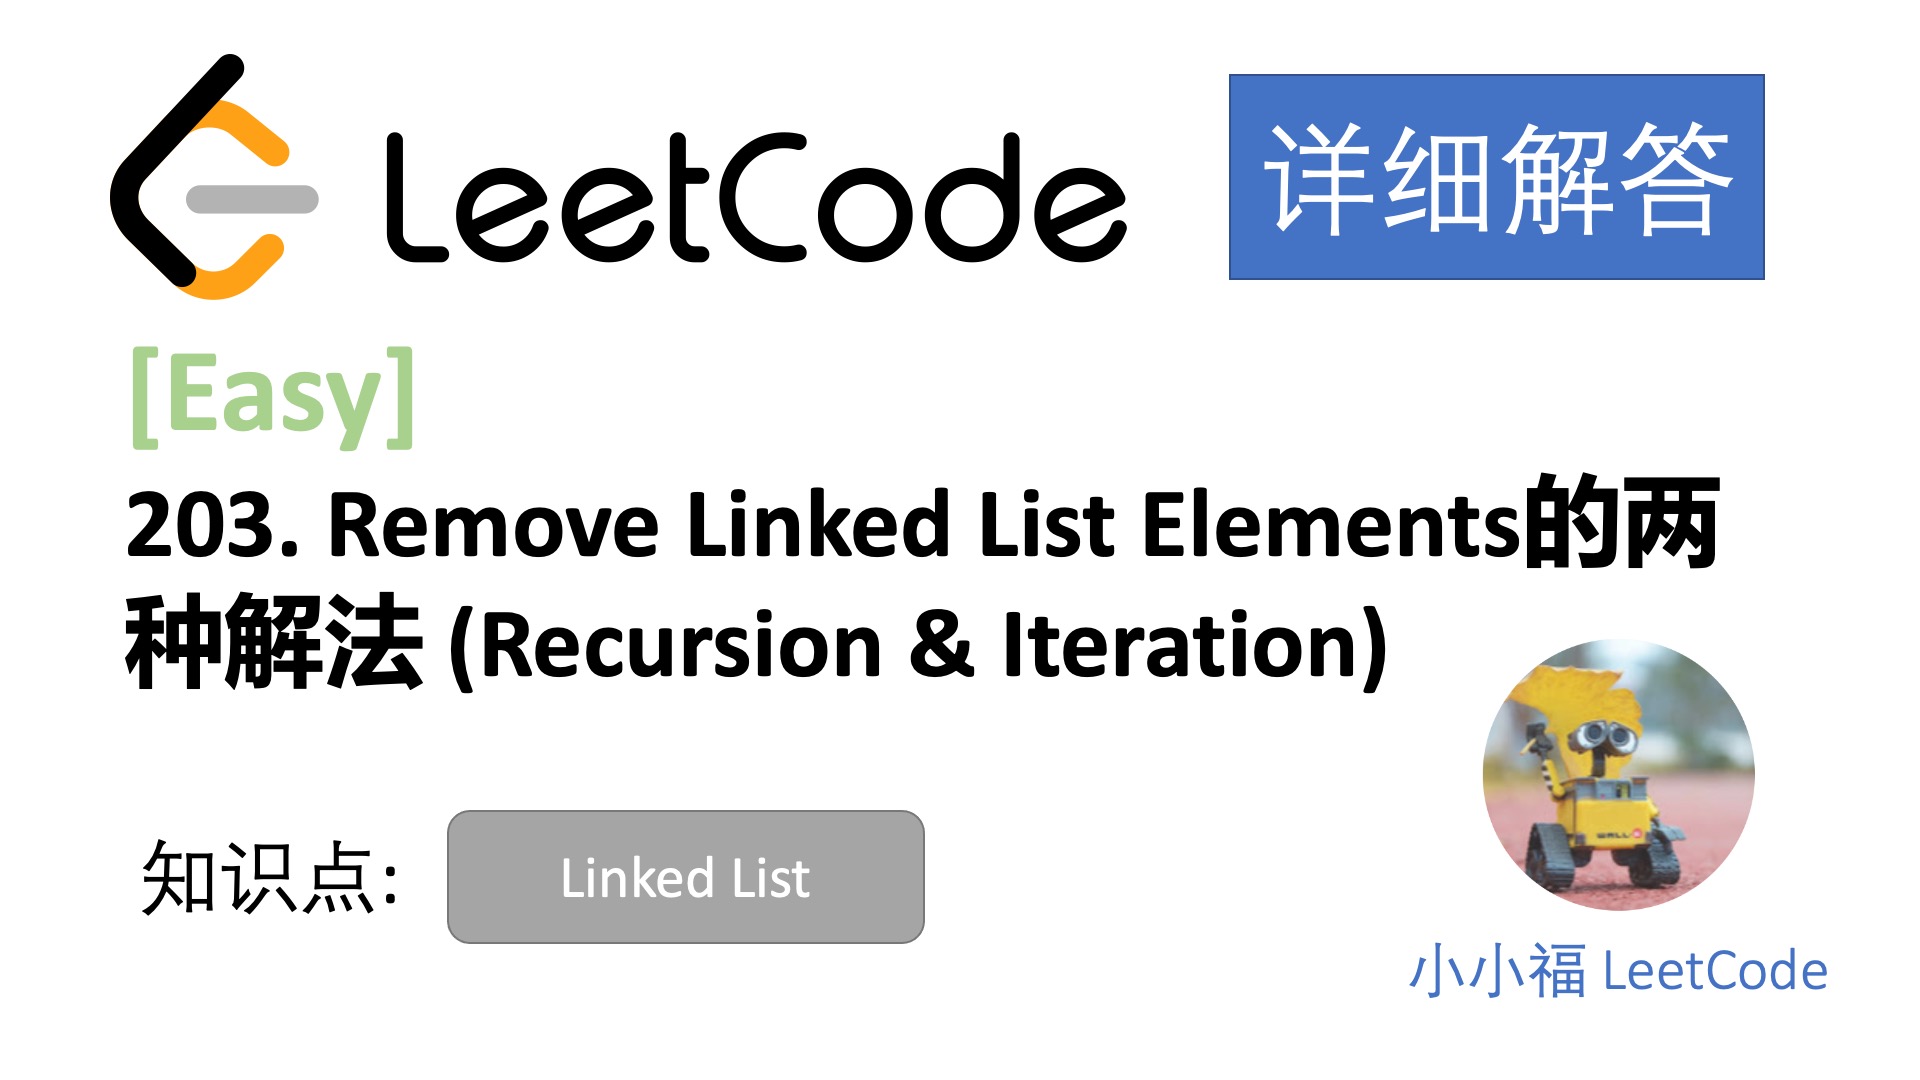 LeetCode
详细解答
[Easy]
203. Remove Linked List Elements的两
种解法 (Recursion & Iteration)
知识点:
Linked List
WALL·E
小小福 LeetCode